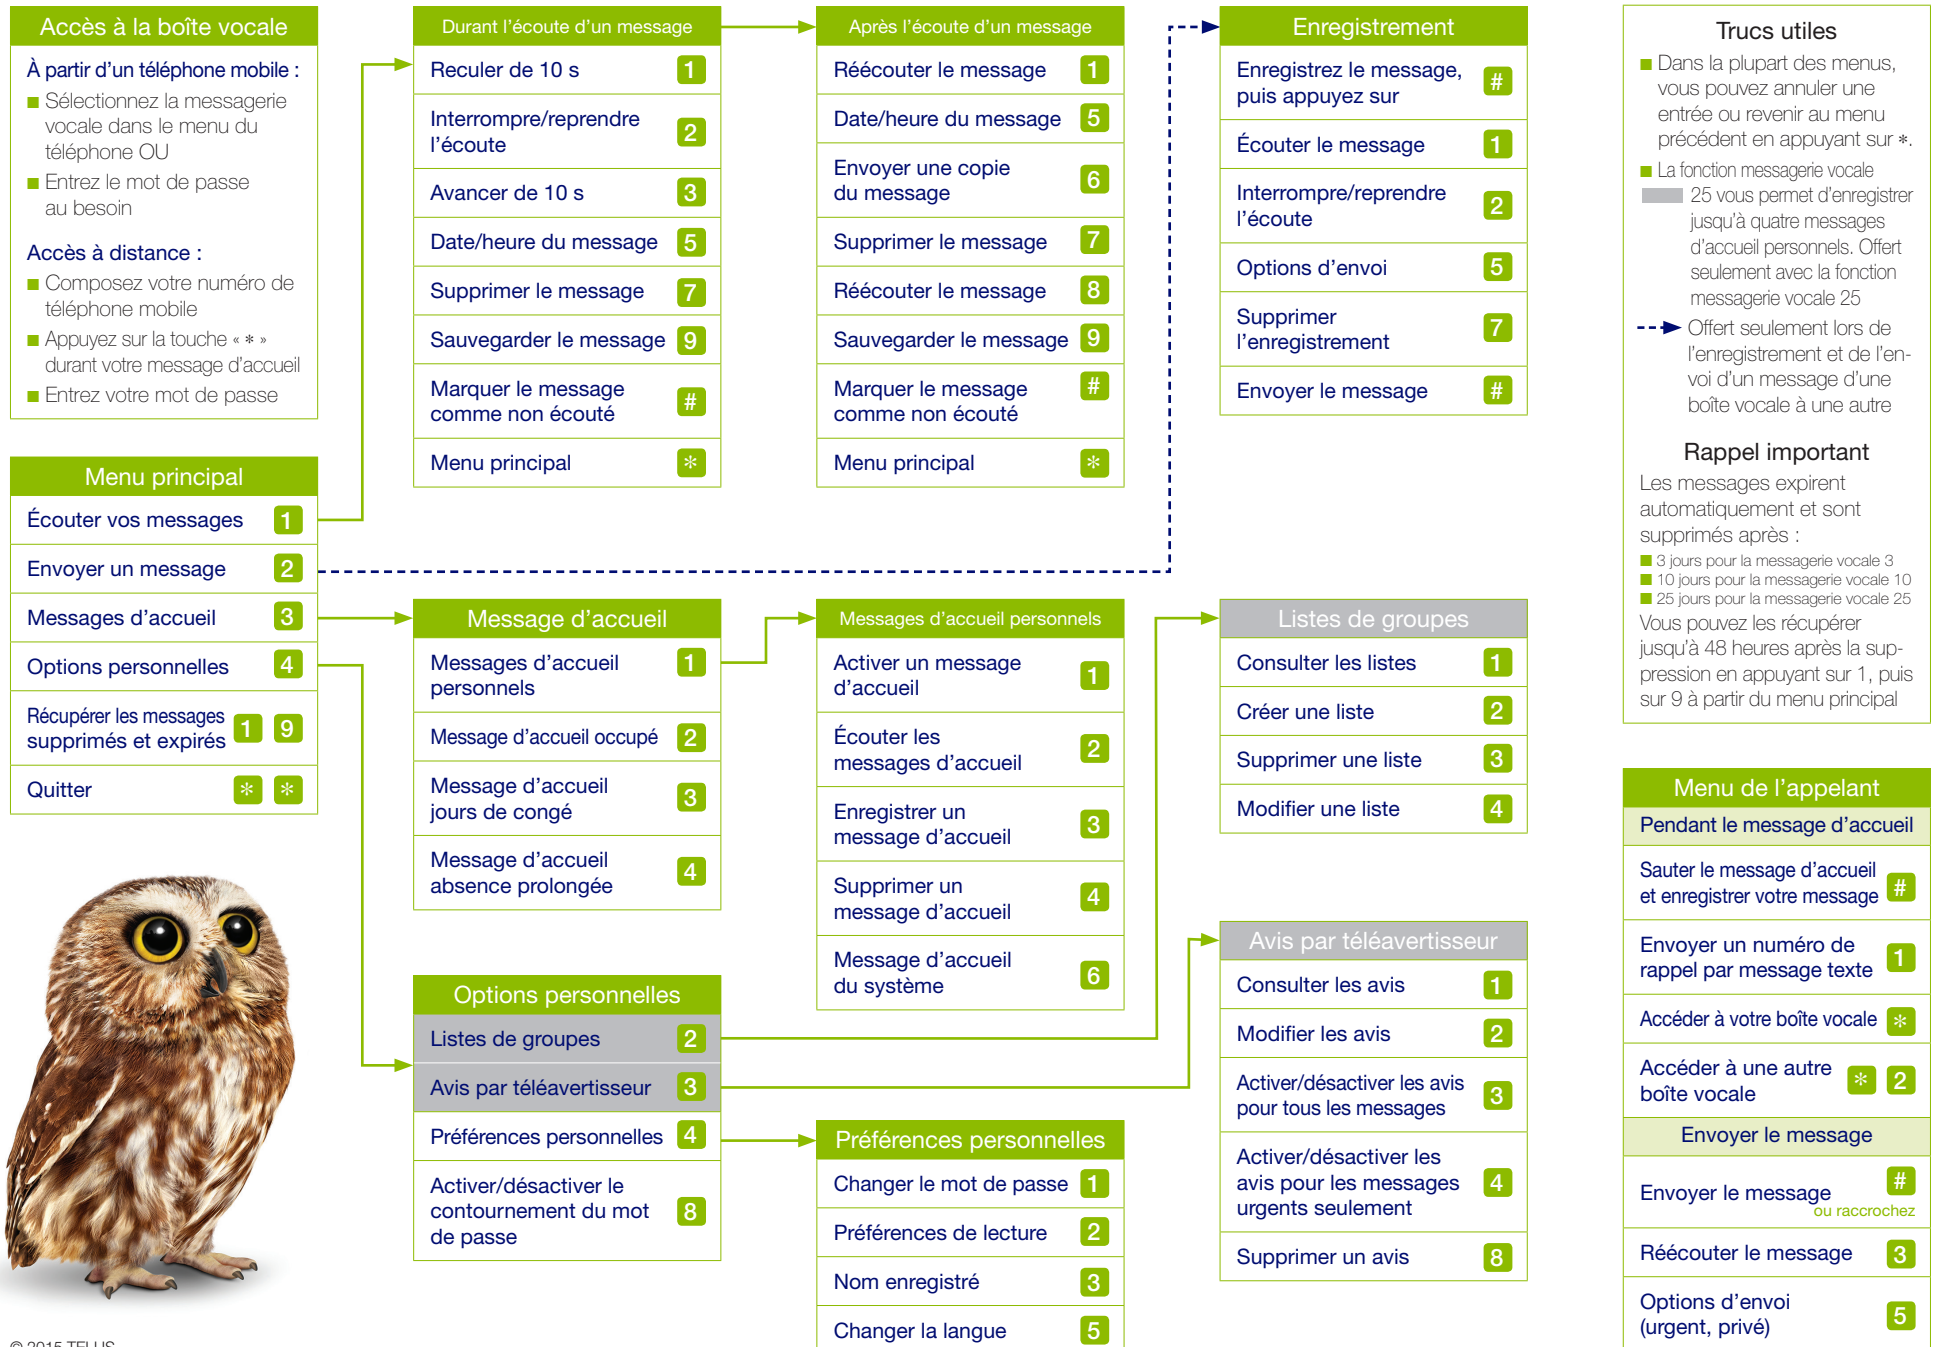 Accès à la boîte vocale
À partir d'un téléphone mobile :
■ Sélectionnez la messagerie
vocale dans le menu du
téléphone OU
■ Entrez le mot de passe
au besoin
Accès à distance :
■ Composez votre numéro de
téléphone mobile
■ Appuyez sur la touche « * »
durant votre message d'accueil
■ Entrez votre mot de passe
Menu principal
Écouter vos messages 1
Envoyer un message 2
Messages d'accueil 3
Options personnelles 4
Récupérer les messages
supprimés et expirés 1 9
Quitter * *
Durant l'écoute d'un message
Reculer de 10 s 1
Interrompre/reprendre
l'écoute 2
Avancer de 10 s 3
Date/heure du message 5
Supprimer le message 7
Sauvegarder le message 9
Marquer le message
comme non écouté #
Menu principal *
Après l'écoute d'un message
Réécouter le message 1
Date/heure du message 5
Envoyer une copie
du message 6
Supprimer le message 7
Réécouter le message 8
Sauvegarder le message 9
Marquer le message #
comme non écouté
Menu principal *
Enregistrement
Enregistrez le message,
puis appuyez sur #
Écouter le message 1
Interrompre/reprendre
l'écoute 2
Options d'envoi 5
Supprimer
l'enregistrement 7
Envoyer le message #
Message d'accueil
Messages d'accueil 1
personnels
Message d'accueil occupé 2
Message d'accueil
jours de congé 3
Message d'accueil
absence prolongée 4
Messages d'accueil personnels
Activer un message
d'accueil 1
Écouter les
messages d'accueil 2
Enregistrer un
message d'accueil 3
Supprimer un
message d'accueil 4
Message d'accueil
du système 6
Listes de groupes
Consulter les listes 1
Créer une liste 2
Supprimer une liste 3
Modifier une liste 4
Options personnelles
Listes de groupes 2
Avis par téléavertisseur 3
Préférences personnelles 4
Activer/désactiver le
contournement du mot 8
de passe
Préférences personnelles
Changer le mot de passe 1
Préférences de lecture 2
Nom enregistré 3
Changer la langue 5
Avis par téléavertisseur
Consulter les avis 1
Modifier les avis 2
Activer/désactiver les avis
pour tous les messages 3
Activer/désactiver les
avis pour les messages 4
urgents seulement
Supprimer un avis 8
Trucs utiles
■ Dans la plupart des menus,
vous pouvez annuler une
entrée ou revenir au menu
précédent en appuyant sur *.
■ La fonction messagerie vocale
25 vous permet d'enregistrer
jusqu'à quatre messages
d'accueil personnels. Offert
seulement avec la fonction
messagerie vocale 25
Offert seulement lors de
l'enregistrement et de l'en-
voi d'un message d'une
boîte vocale à une autre
Rappel important
Les messages expirent
automatiquement et sont
supprimés après :
■ 3 jours pour la messagerie vocale 3
■ 10 jours pour la messagerie vocale 10
■ 25 jours pour la messagerie vocale 25
Vous pouvez les récupérer
jusqu'à 48 heures après la sup-
pression en appuyant sur 1, puis
sur 9 à partir du menu principal
Menu de l'appelant
Pendant le message d'accueil
Sauter le message d'accueil
et enregistrer votre message #
Envoyer un numéro de
rappel par message texte 1
Accéder à votre boîte vocale *
Accéder à une autre
boîte vocale * 2
Envoyer le message
Envoyer le message #
ou raccrochez
Réécouter le message 3
Options d'envoi
(urgent, privé) 5
© 2015 TELUS